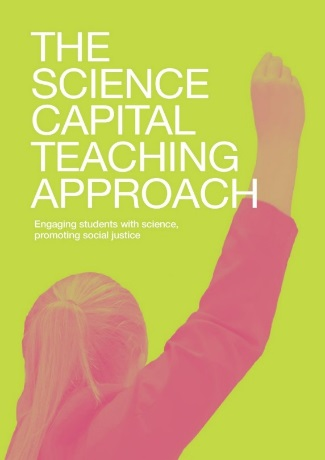 THE
SCIENCE
CAPITAL
TEACHING
APPROACH
Engaging students with science,
promoting social justice